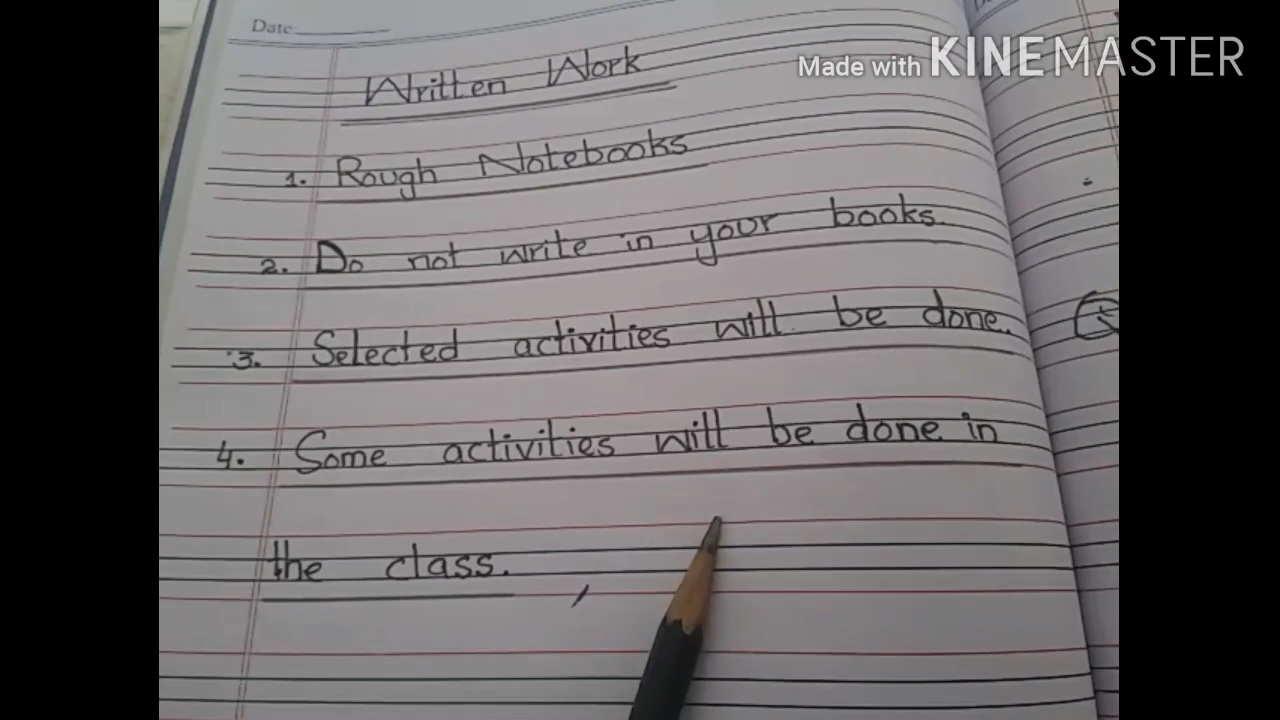 Date
Made with KINEMASTER
Written Work
1. Rough Notebooks
2. Do not write in your books.
3. Selected activities will be done.
4. Some activities will be done in
the class.